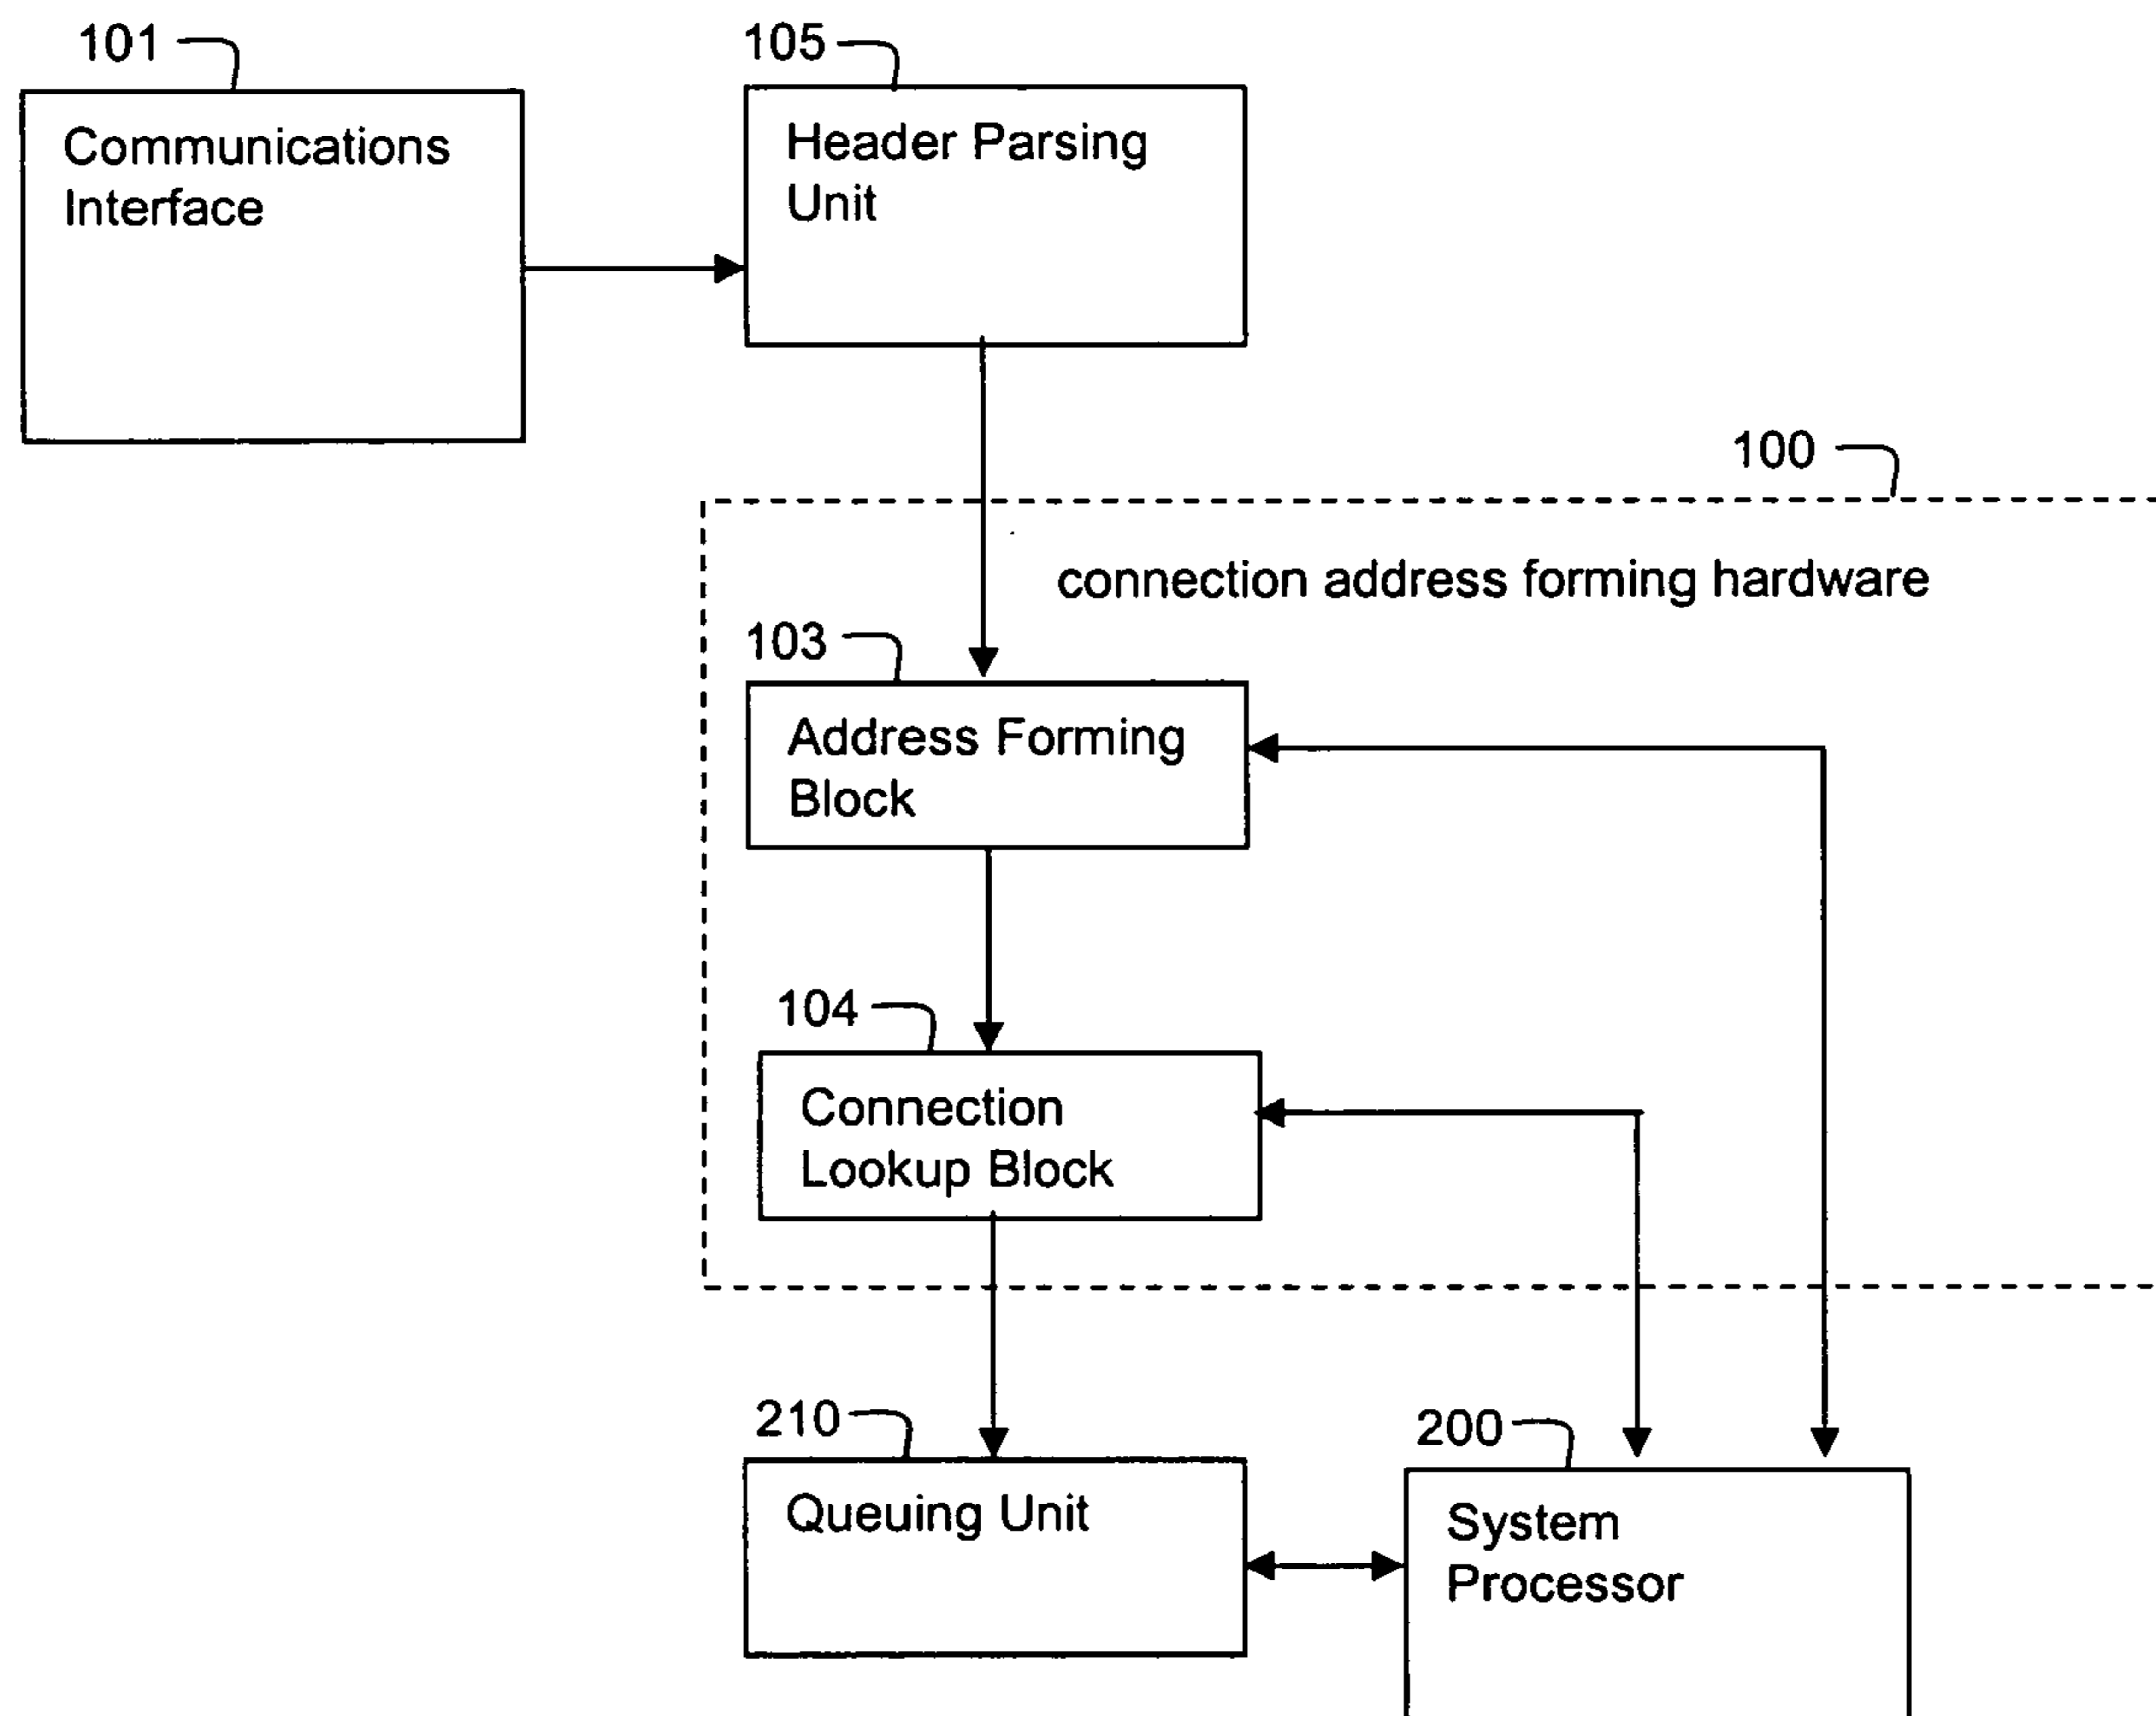 101
105
Communications
Interface
Header Parsing
Unit
100
connection address forming hardware
103
Address Forming
Block
104
Connection
Lookup Block
210
200
Queuing Unit
System
Processor